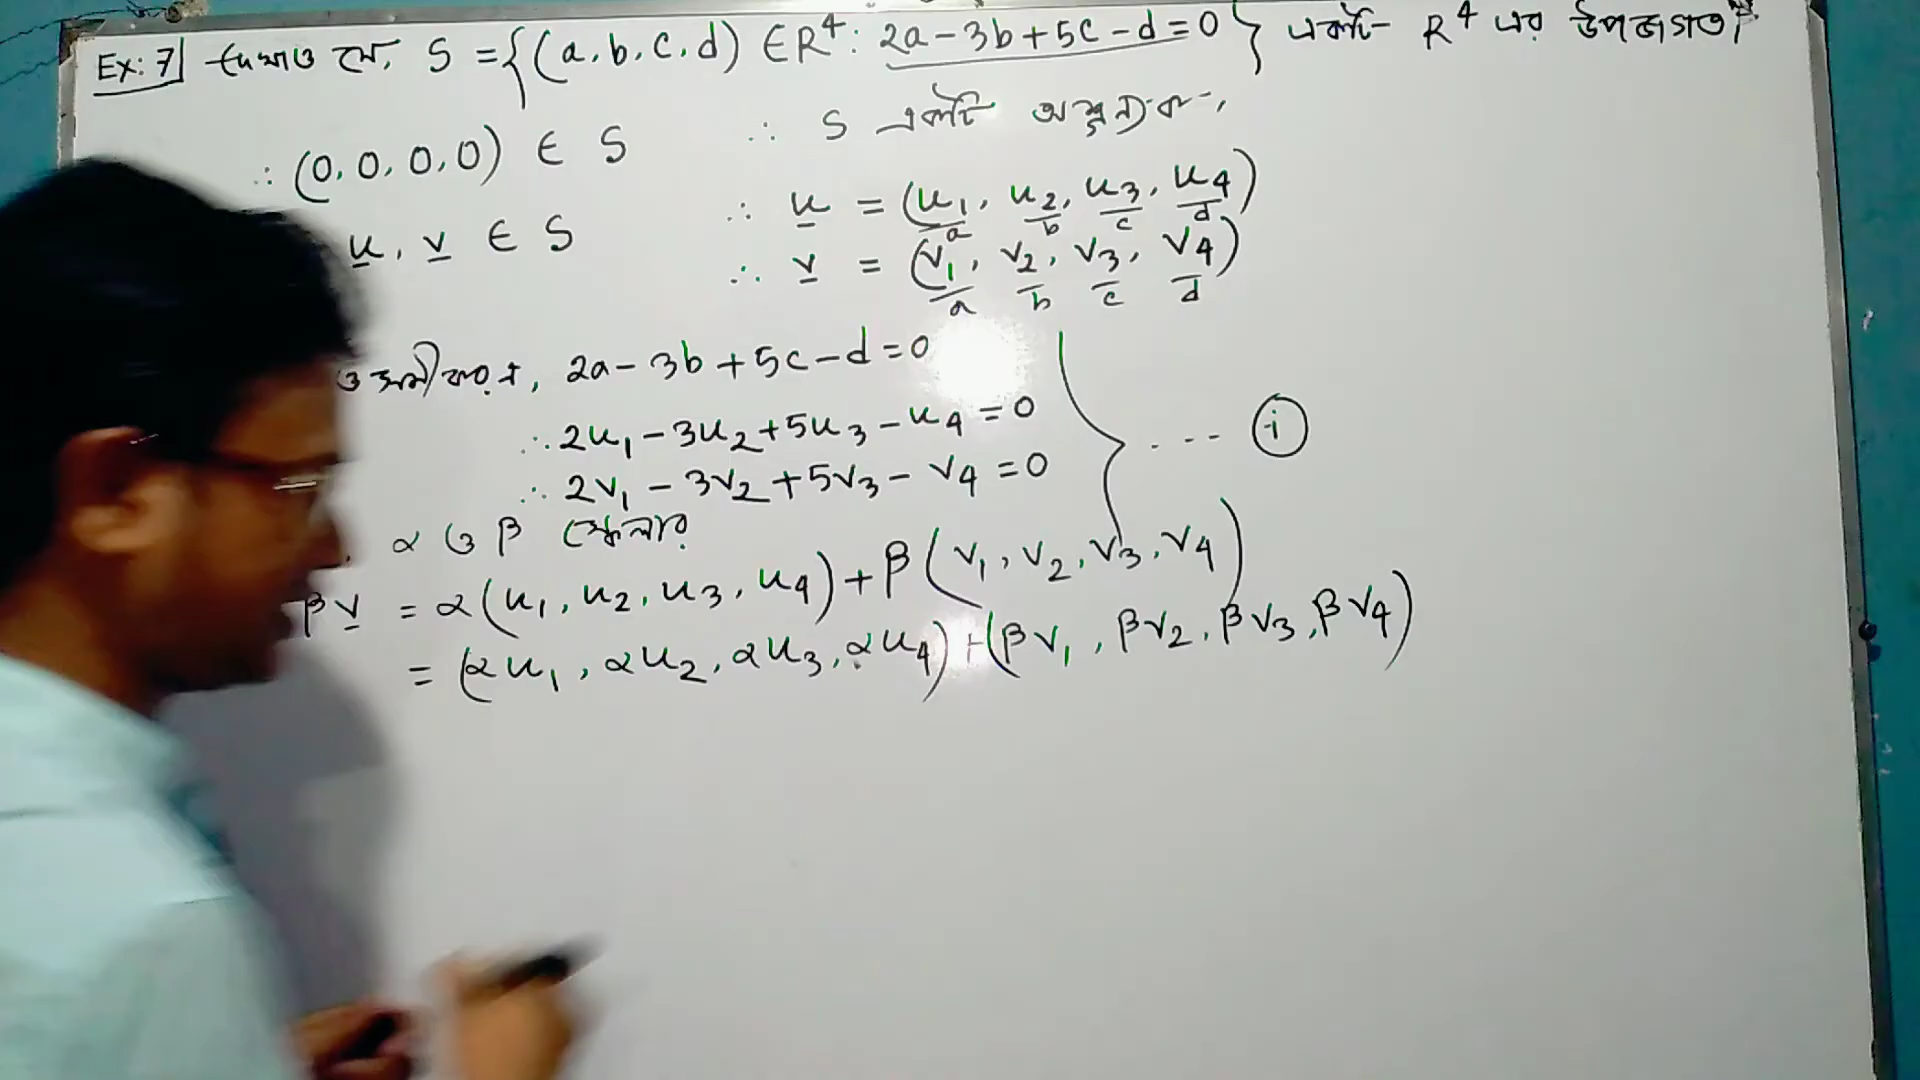 Ex: 7| দেখাও যে, S = {(a, b, c, d) ∈ R⁴ : 2a - 3b + 5c - d = 0} একটি R⁴ এর উপজগত।
∴ (0, 0, 0, 0) ∈ S ∴ S একটি
u, v ∈ S ∴ u = (u₁, u₂, u₃, u₄)
a b c d
∴ v = (v₁, v₂, v₃, v₄)
a b c d
2a - 3b + 5c - d = 0
∴ 2u₁ - 3u₂ + 5u₃ - u₄ = 0 ---- (i)
∴ 2v₁ - 3v₂ + 5v₃ - v₄ = 0
α ও β স্কেলার
βv = α(u₁, u₂, u₃, u₄) + β(v₁, v₂, v₃, v₄)
= (αu₁, αu₂, αu₃, αu₄) + (βv₁, βv₂, βv₃, βv₄)